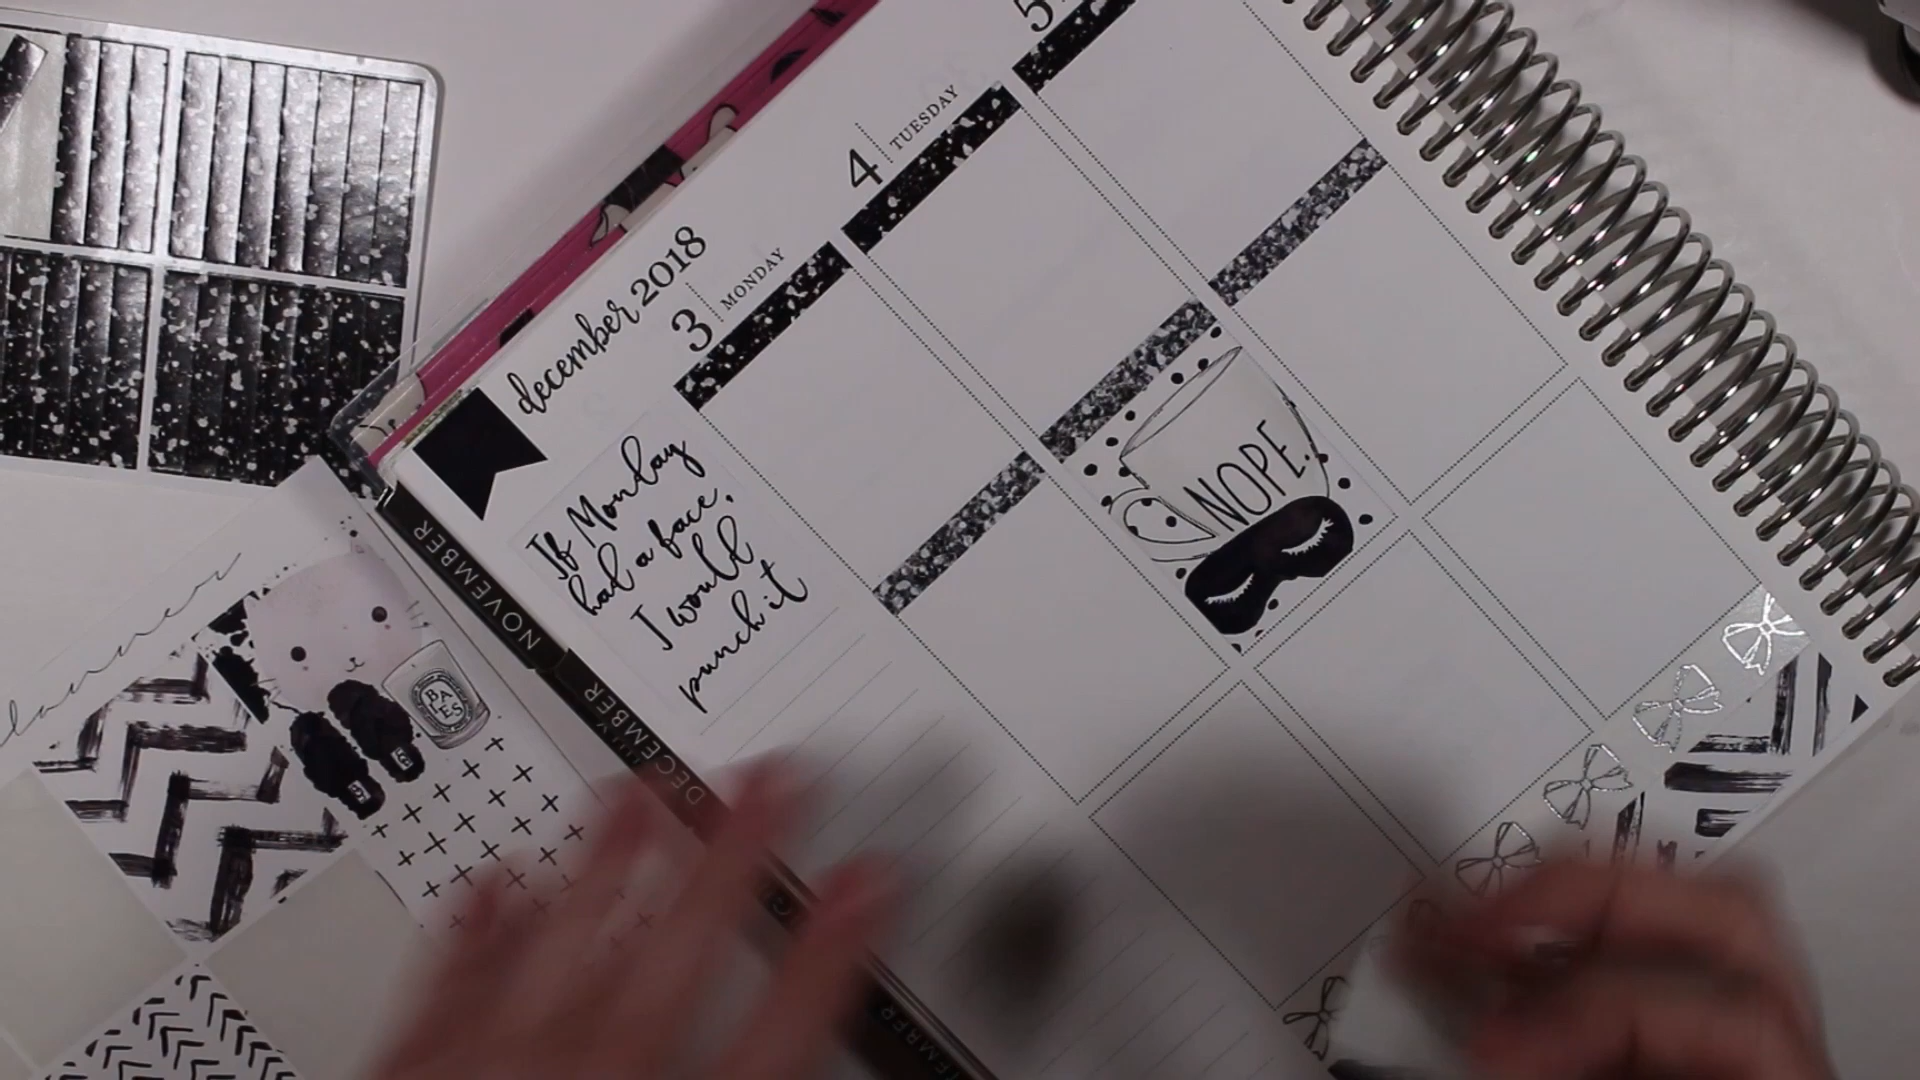 december 2018
3 MONDAY
4 TUESDAY
5
If Monday
had a face,
I would
punch it
NOPE.
NOVEMBER
DECEMBER
BAIES